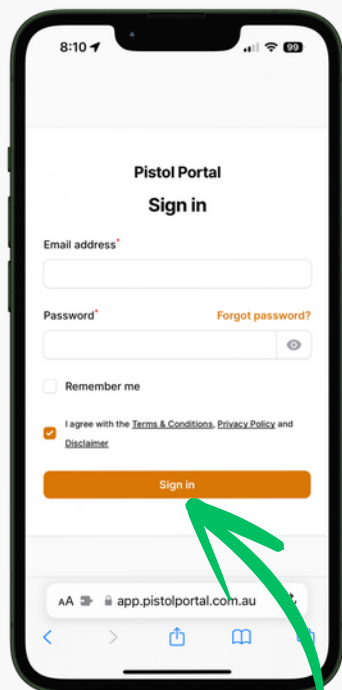 8:10
99
Pistol Portal
Sign in
Email address*
Password* Forgot password?
Remember me
I agree with the Terms & Conditions, Privacy Policy and
Disclaimer
Sign in
AA app.pistolportal.com.au